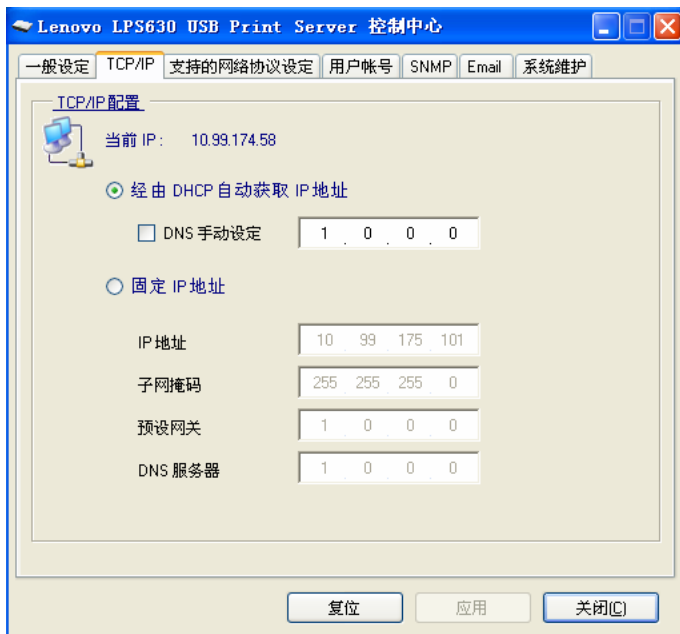 Lenovo LPS630 USB Print Server 控制中心
一般设定 TCP/IP 支持的网络协议设定 用户帐号 SNMP Email 系统维护
TCP/IP配置
当前 IP: 10.99.174.58
经由 DHCP 自动获取 IP 地址
DNS 手动设定 1 . 0 . 0 . 0
固定 IP 地址
IP 地址 10 . 99 . 175 . 101
子网掩码 255 . 255 . 255 . 0
预设网关 1 . 0 . 0 . 0
DNS 服务器 1 . 0 . 0 . 0
复位 应用 关闭(C)